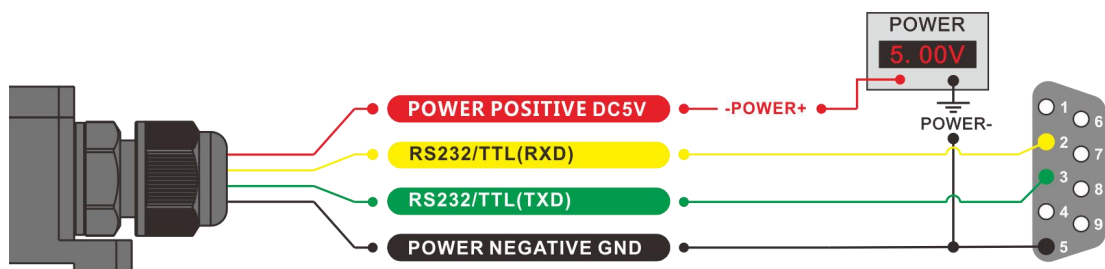 POWER
5.00V
POWER POSITIVE DC5V
-POWER+
POWER-
RS232/TTL(RXD)
RS232/TTL(TXD)
POWER NEGATIVE GND
1
6
2
7
3
8
4
9
5